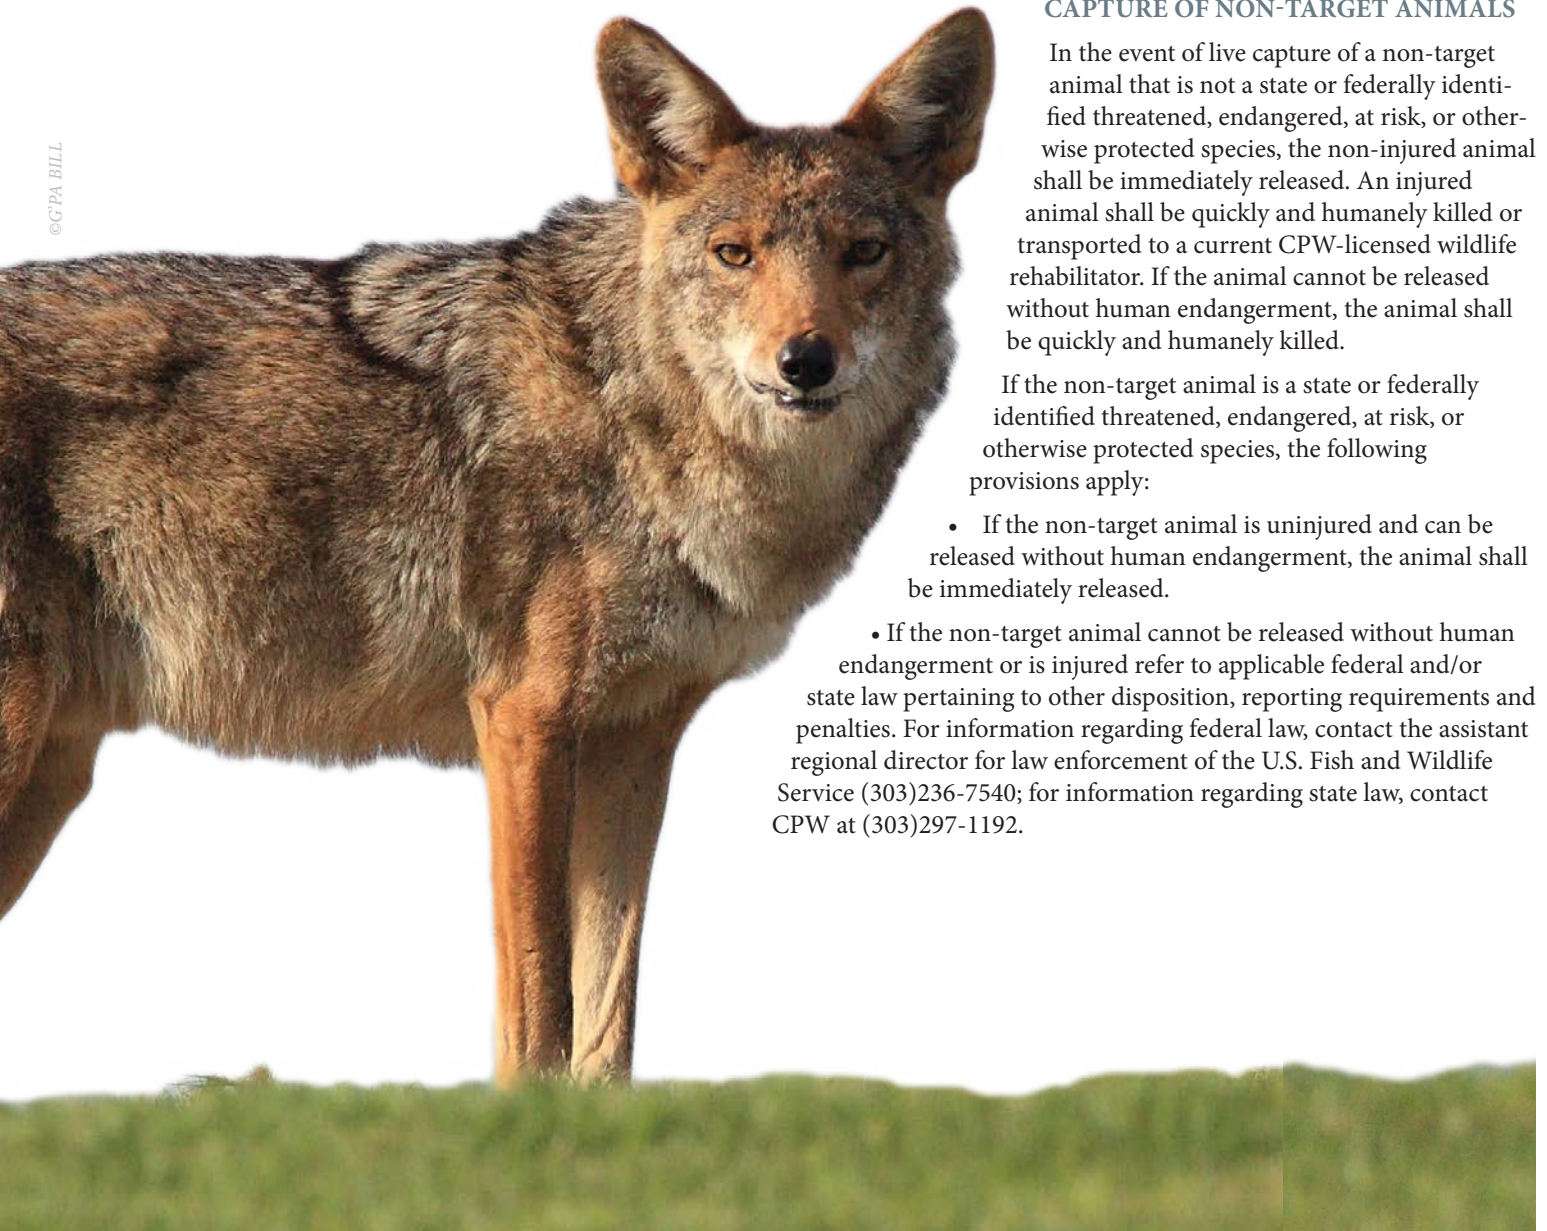 CAPTURE OF NON-TARGET ANIMALS
In the event of live capture of a non-target
animal that is not a state or federally identi-
fied threatened, endangered, at risk, or other-
wise protected species, the non-injured animal
shall be immediately released. An injured
animal shall be quickly and humanely killed or
transported to a current CPW-licensed wildlife
rehabilitator. If the animal cannot be released
without human endangerment, the animal shall
be quickly and humanely killed.
If the non-target animal is a state or federally
identified threatened, endangered, at risk, or
otherwise protected species, the following
provisions apply:
• If the non-target animal is uninjured and can be
released without human endangerment, the animal shall
be immediately released.
• If the non-target animal cannot be released without human
endangerment or is injured refer to applicable federal and/or
state law pertaining to other disposition, reporting requirements and
penalties. For information regarding federal law, contact the assistant
regional director for law enforcement of the U.S. Fish and Wildlife
Service (303)236-7540; for information regarding state law, contact
CPW at (303)297-1192.
©G'PA BILL